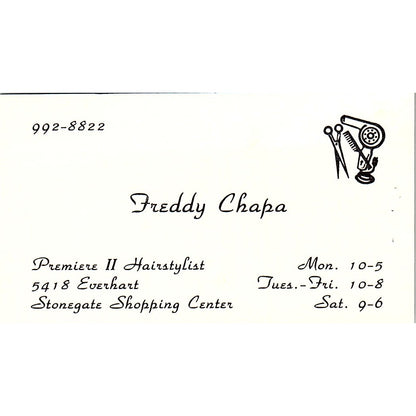 992-8822
Freddy Chapa
Premiere II Hairstylist
5418 Everhart
Stonegate Shopping Center
Mon. 10-5
Tues.-Fri. 10-8
Sat. 9-6